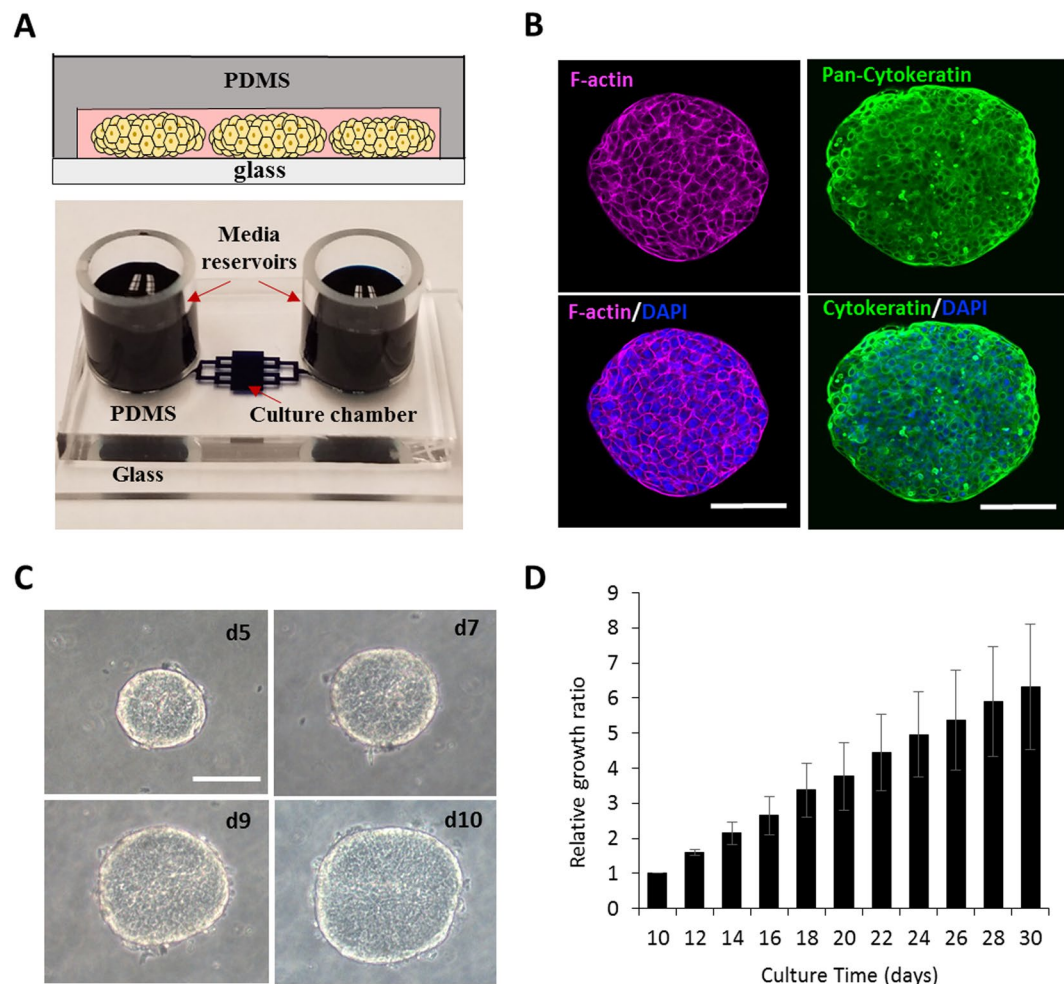 A
PDMS
glass
Media
reservoirs
PDMS
Culture chamber
Glass
B
F-actin
Pan-Cytokeratin
F-actin/DAPI
Cytokeratin/DAPI
C
d5
d7
d9
d10
D
Relative growth ratio
9
8
7
6
5
4
3
2
1
0
10 12 14 16 18 20 22 24 26 28 30
Culture Time (days)